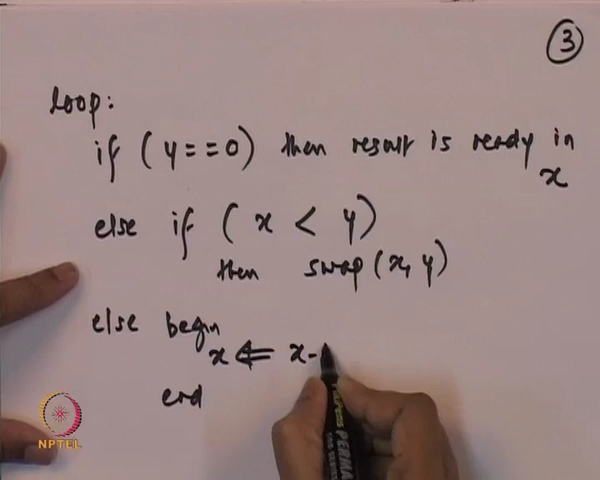 3
loop:
if (y==0) then result is ready in
x
else if (x < y)
then swap(x, y)
else begin
x ⇐ x-
end
NPTEL